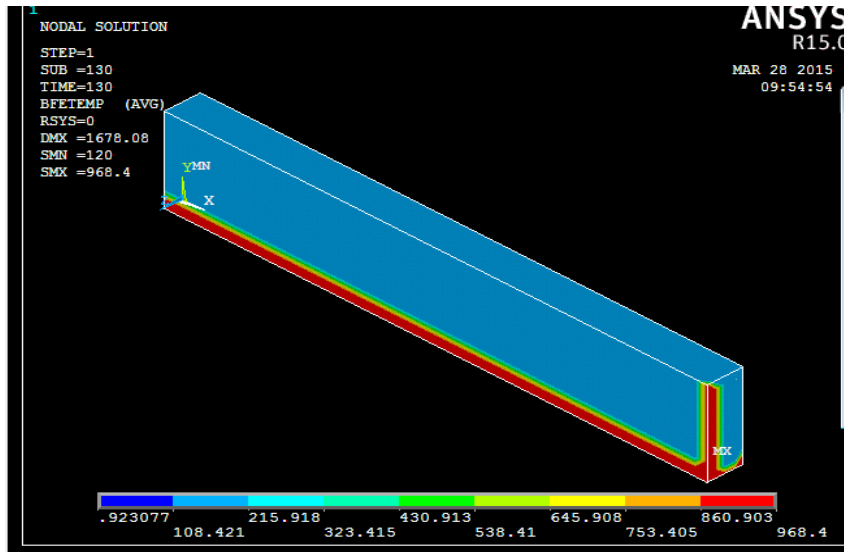 1
NODAL SOLUTION
STEP=1
SUB =130
TIME=130
BFETEMP (AVG)
RSYS=0
DMX =1678.08
SMN =120
SMX =968.4
ANSYS
R15.0
MAR 28 2015
09:54:54
YMN
Z X
MX
.923077 215.918 430.913 645.908 860.903
108.421 323.415 538.41 753.405 968.4